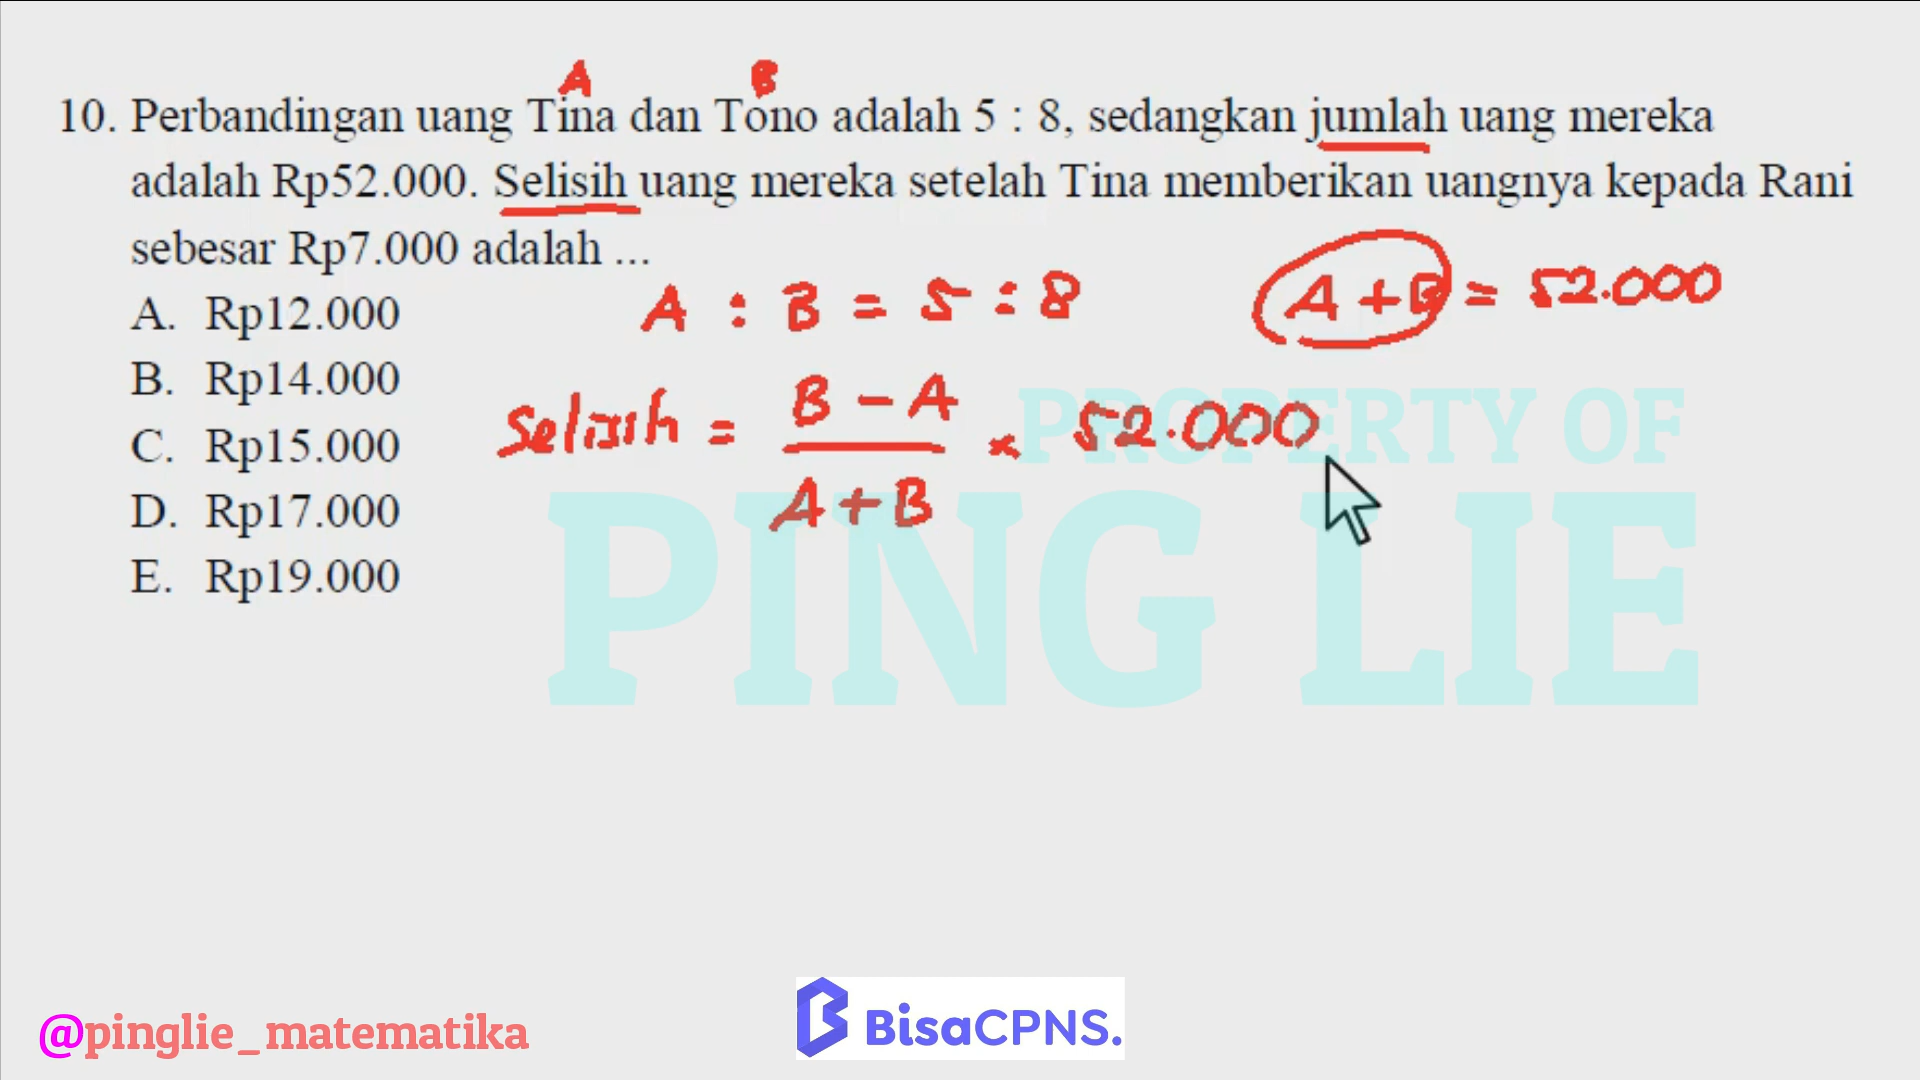 A B
10. Perbandingan uang Tina dan Tono adalah 5 : 8, sedangkan jumlah uang mereka
adalah Rp52.000. Selisih uang mereka setelah Tina memberikan uangnya kepada Rani
sebesar Rp7.000 adalah ...
A. Rp12.000
B. Rp14.000
C. Rp15.000
D. Rp17.000
E. Rp19.000
A : B = 5 : 8
A + B = 52.000
Selisih = B - A / A + B × 52.000
PROPERTY OF
PING LIE
@pinglie_matematika
BisaCPNS.